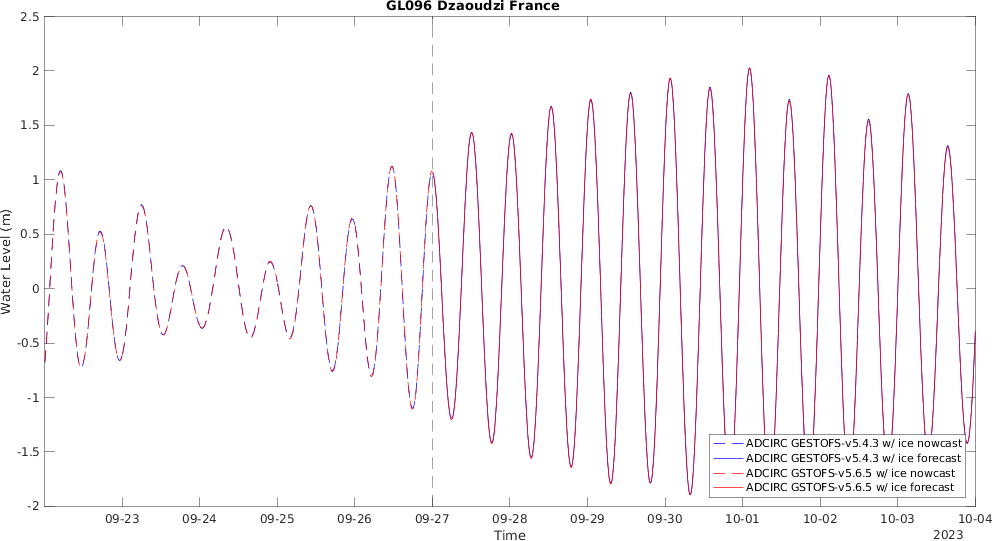 GL096 Dzaoudzi France
2.5
2
1.5
1
0.5
0
-0.5
-1
-1.5
-2
Water Level (m)
ADCIRC GESTOFS-v5.4.3 w/ ice nowcast
ADCIRC GESTOFS-v5.4.3 w/ ice forecast
ADCIRC GSTOFS-v5.6.5 w/ ice nowcast
ADCIRC GSTOFS-v5.6.5 w/ ice forecast
09-23 09-24 09-25 09-26 09-27 09-28 09-29 09-30 10-01 10-02 10-03 10-04
Time
2023